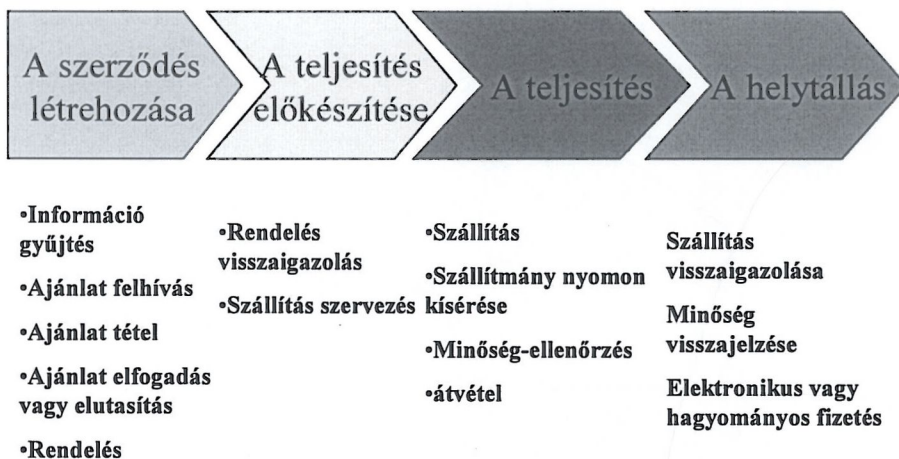 A szerződés
létrehozása
A teljesítés
előkészítése
A teljesítés
A helytállás
•Információ
gyűjtés
•Ajánlat felhívás
•Ajánlat tétel
•Ajánlat elfogadás
vagy elutasítás
•Rendelés
•Rendelés
visszaigazolás
•Szállítás szervezés
•Szállítás
•Szállítmány nyomon
kísérése
•Minőség-ellenőrzés
•átvétel
Szállítás
visszaigazolása
Minőség
visszajelzése
Elektronikus vagy
hagyományos fizetés